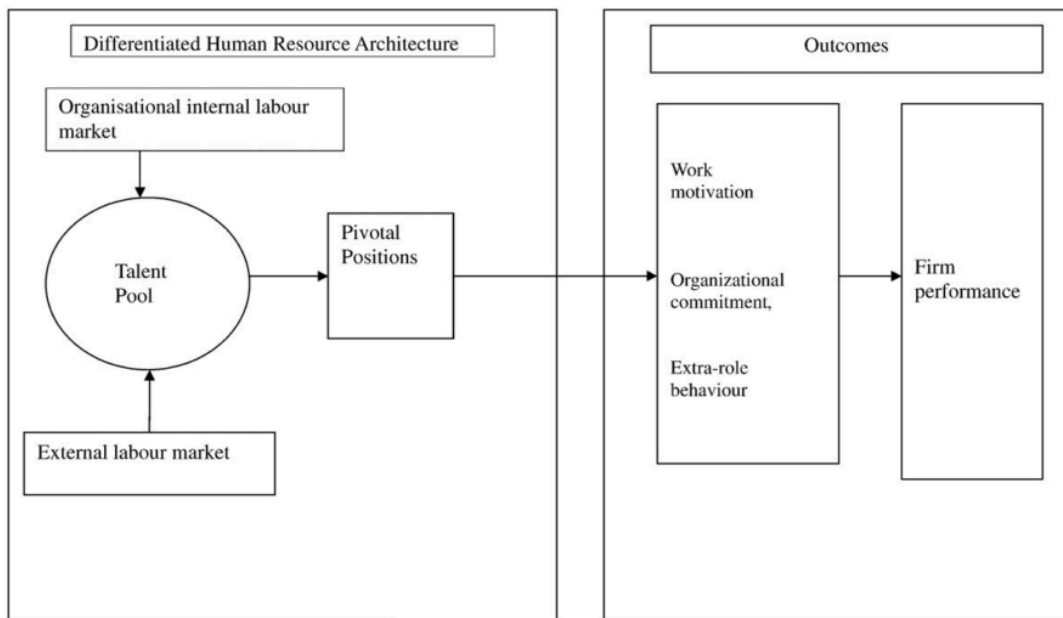 Differentiated Human Resource Architecture
Organisational internal labour
market
Talent
Pool
Pivotal
Positions
External labour market
Outcomes
Work
motivation
Organizational
commitment,
Extra-role
behaviour
Firm
performance